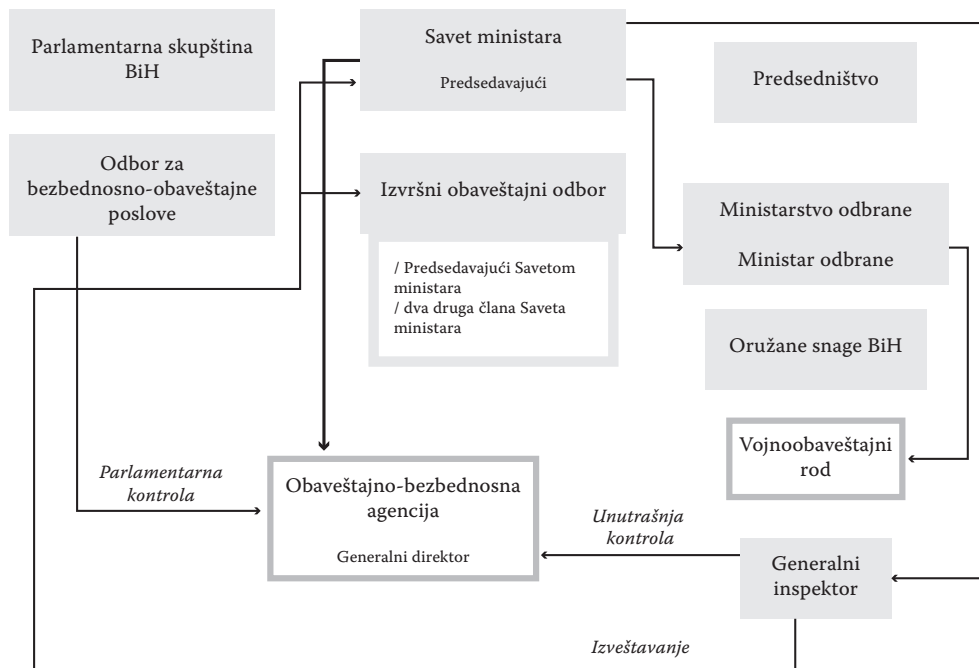 Parlamentarna skupština
BiH
Savet ministara
Predsedavajući
Predsedništvo
Odbor za
bezbednosno-obaveštajne
poslove
Izvršni obaveštajni odbor
/ Predsedavajući Savetom
ministara
/ dva druga člana Saveta
ministara
Ministarstvo odbrane
Ministar odbrane
Oružane snage BiH
Vojnoobaveštajni
rod
Parlamentarna
kontrola
Obaveštajno-bezbednosna
agencija
Generalni direktor
Unutrašnja
kontrola
Generalni
inspektor
Izveštavanje